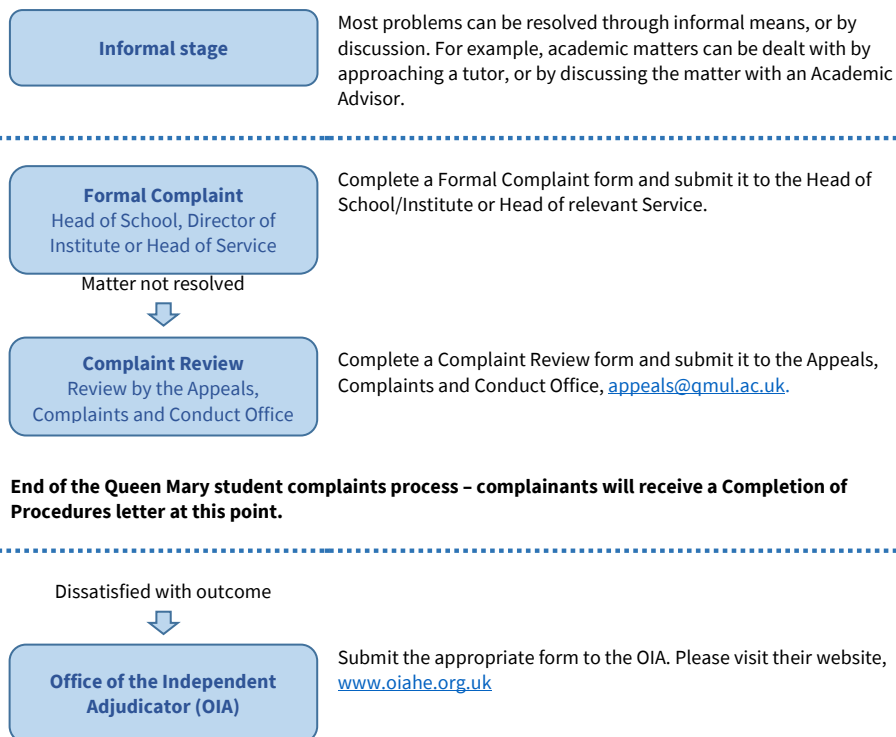 Informal stage
Most problems can be resolved through informal means, or by
discussion. For example, academic matters can be dealt with by
approaching a tutor, or by discussing the matter with an Academic
Advisor.
Formal Complaint
Head of School, Director of
Institute or Head of Service
Complete a Formal Complaint form and submit it to the Head of
School/Institute or Head of relevant Service.
Matter not resolved
Complaint Review
Review by the Appeals,
Complaints and Conduct Office
Complete a Complaint Review form and submit it to the Appeals,
Complaints and Conduct Office, appeals@qmul.ac.uk.
End of the Queen Mary student complaints process – complainants will receive a Completion of
Procedures letter at this point.
Dissatisfied with outcome
Office of the Independent
Adjudicator (OIA)
Submit the appropriate form to the OIA. Please visit their website,
www.oiahe.org.uk